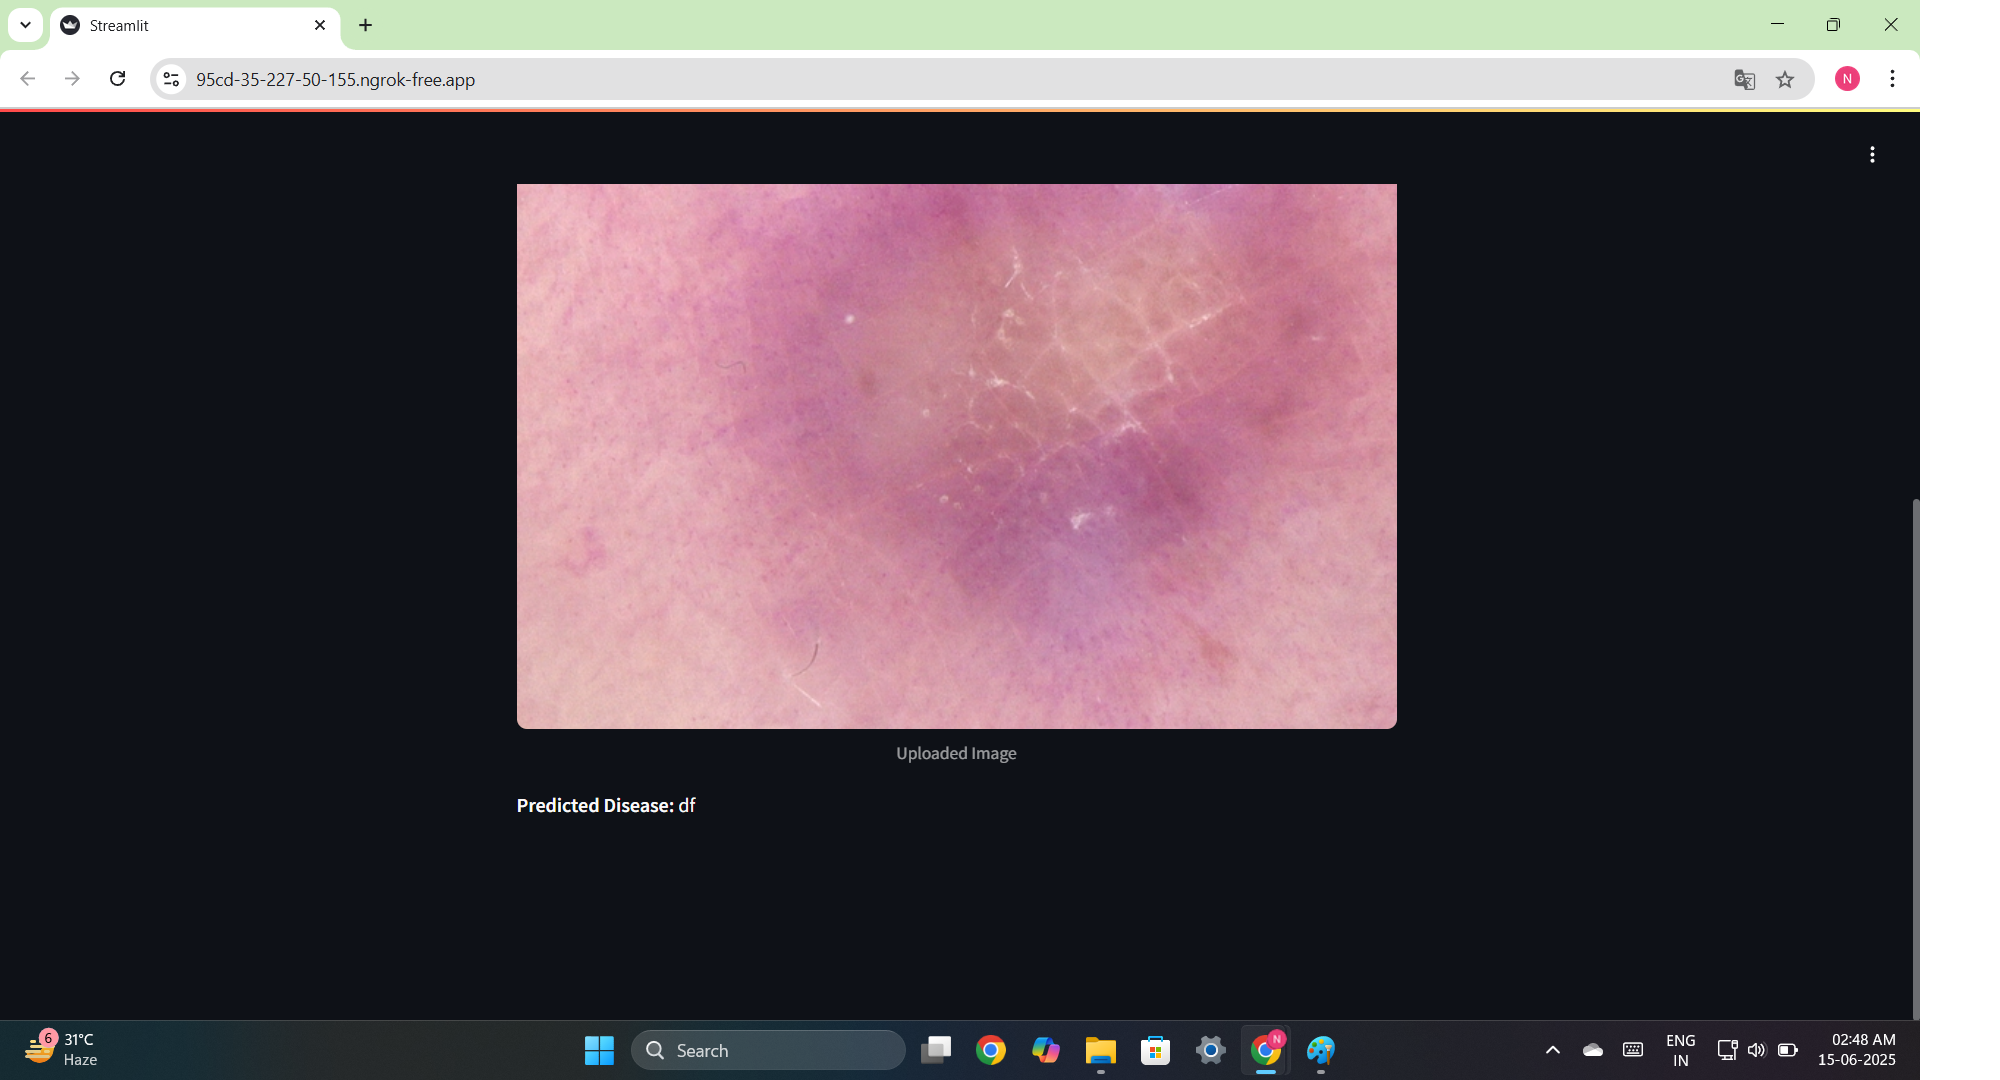 Streamlit
95cd-35-227-50-155.ngrok-free.app
N
Uploaded Image
Predicted Disease: df
6
31°C
Haze
Search
N
ENG
IN
02:48 AM
15-06-2025